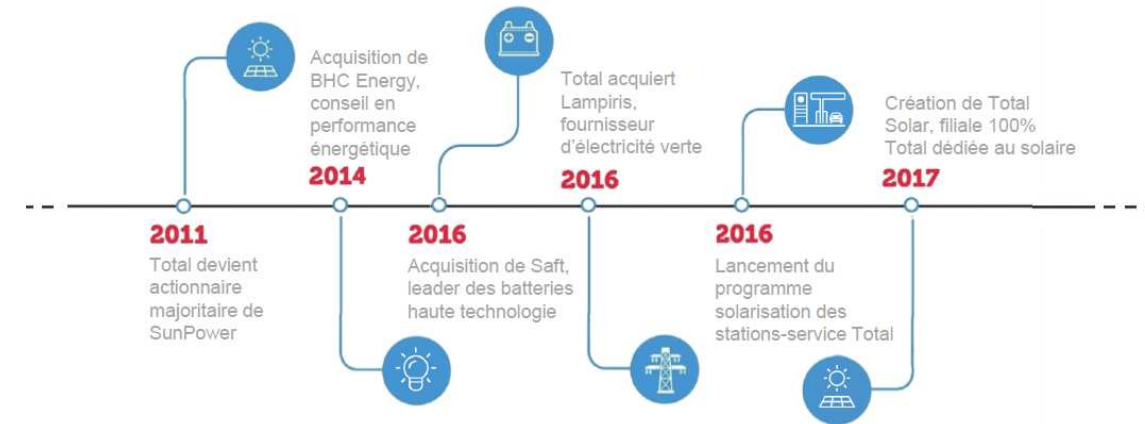 Acquisition de
BHC Energy,
conseil en
performance
énergétique
2014
Total acquiert
Lampiris,
fournisseur
d'électricité verte
2016
Création de Total
Solar, filiale 100%
Total dédiée au solaire
2017
2011
Total devient
actionnaire
majoritaire de
SunPower
2016
Acquisition de Saft,
leader des batteries
haute technologie
2016
Lancement du
programme
solarisation des
stations-service Total